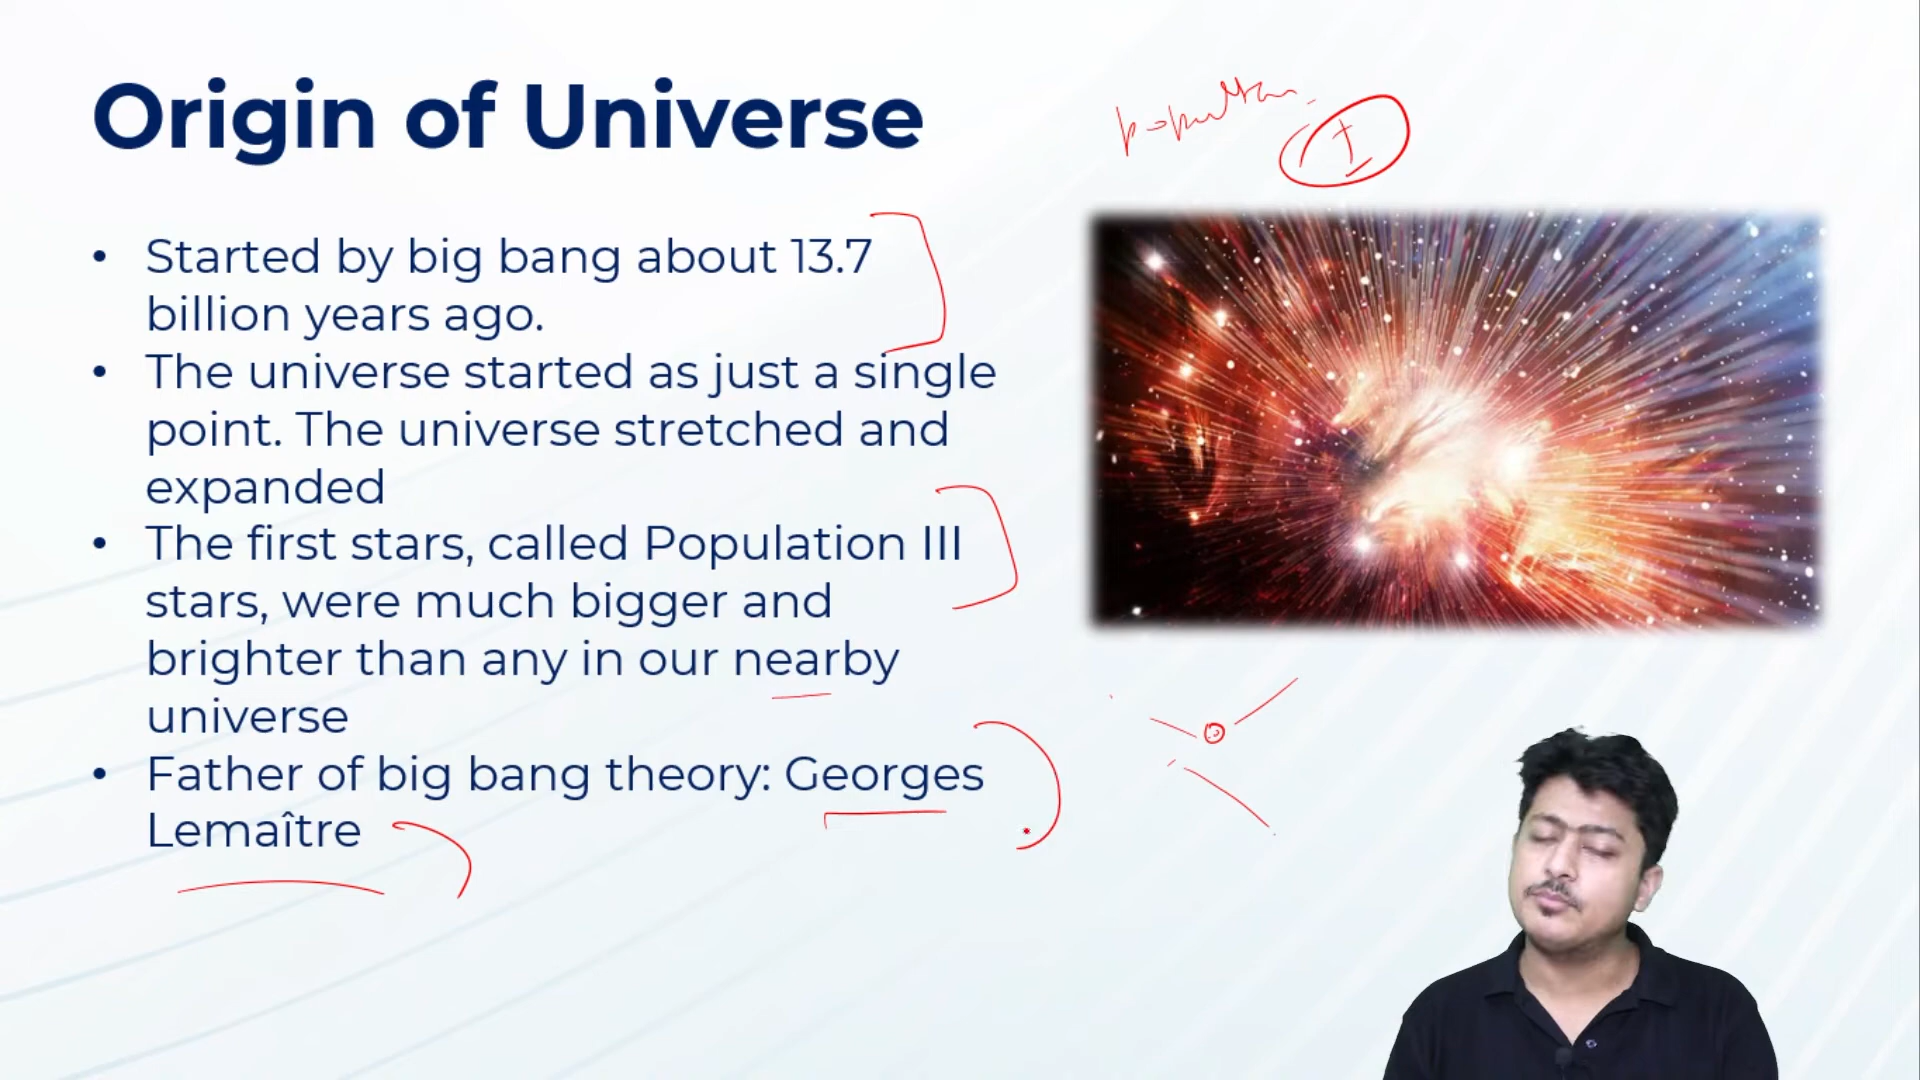 Origin of Universe
• Started by big bang about 13.7
billion years ago.
• The universe started as just a single
point. The universe stretched and
expanded
• The first stars, called Population III
stars, were much bigger and
brighter than any in our nearby
universe
• Father of big bang theory: Georges
Lemaître
I